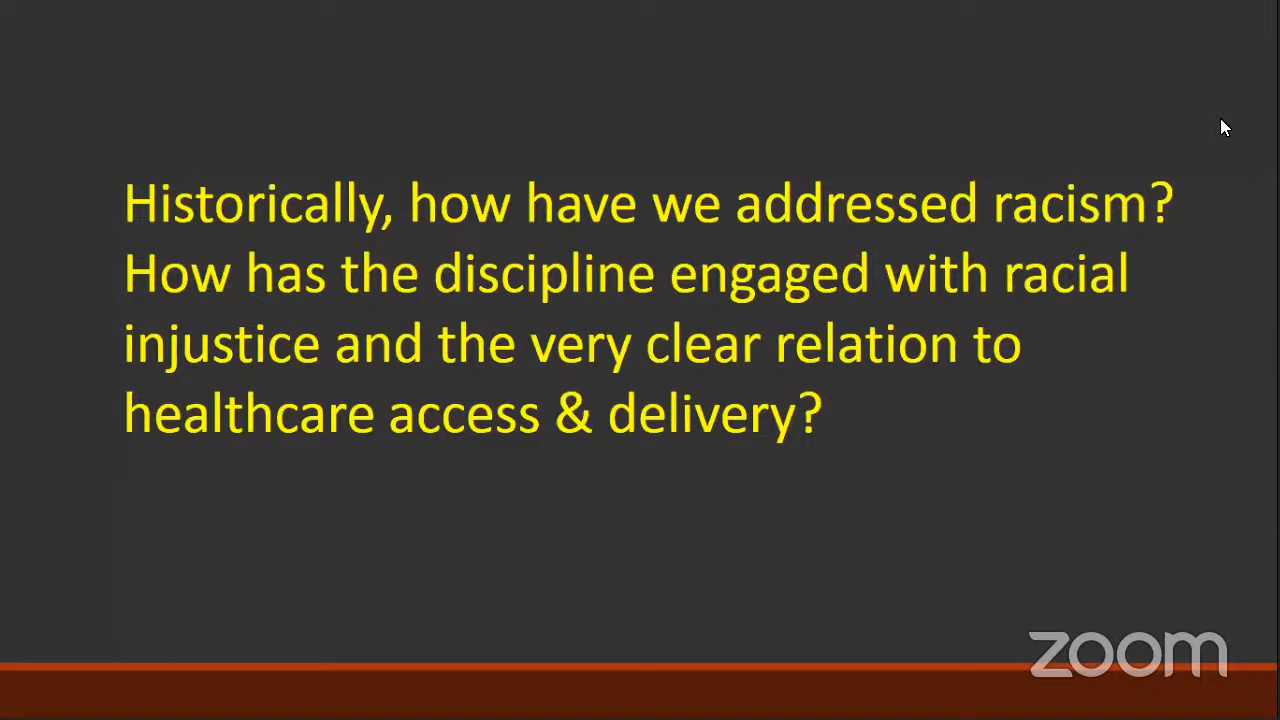 Historically, how have we addressed racism?
How has the discipline engaged with racial
injustice and the very clear relation to
healthcare access & delivery?
zoom